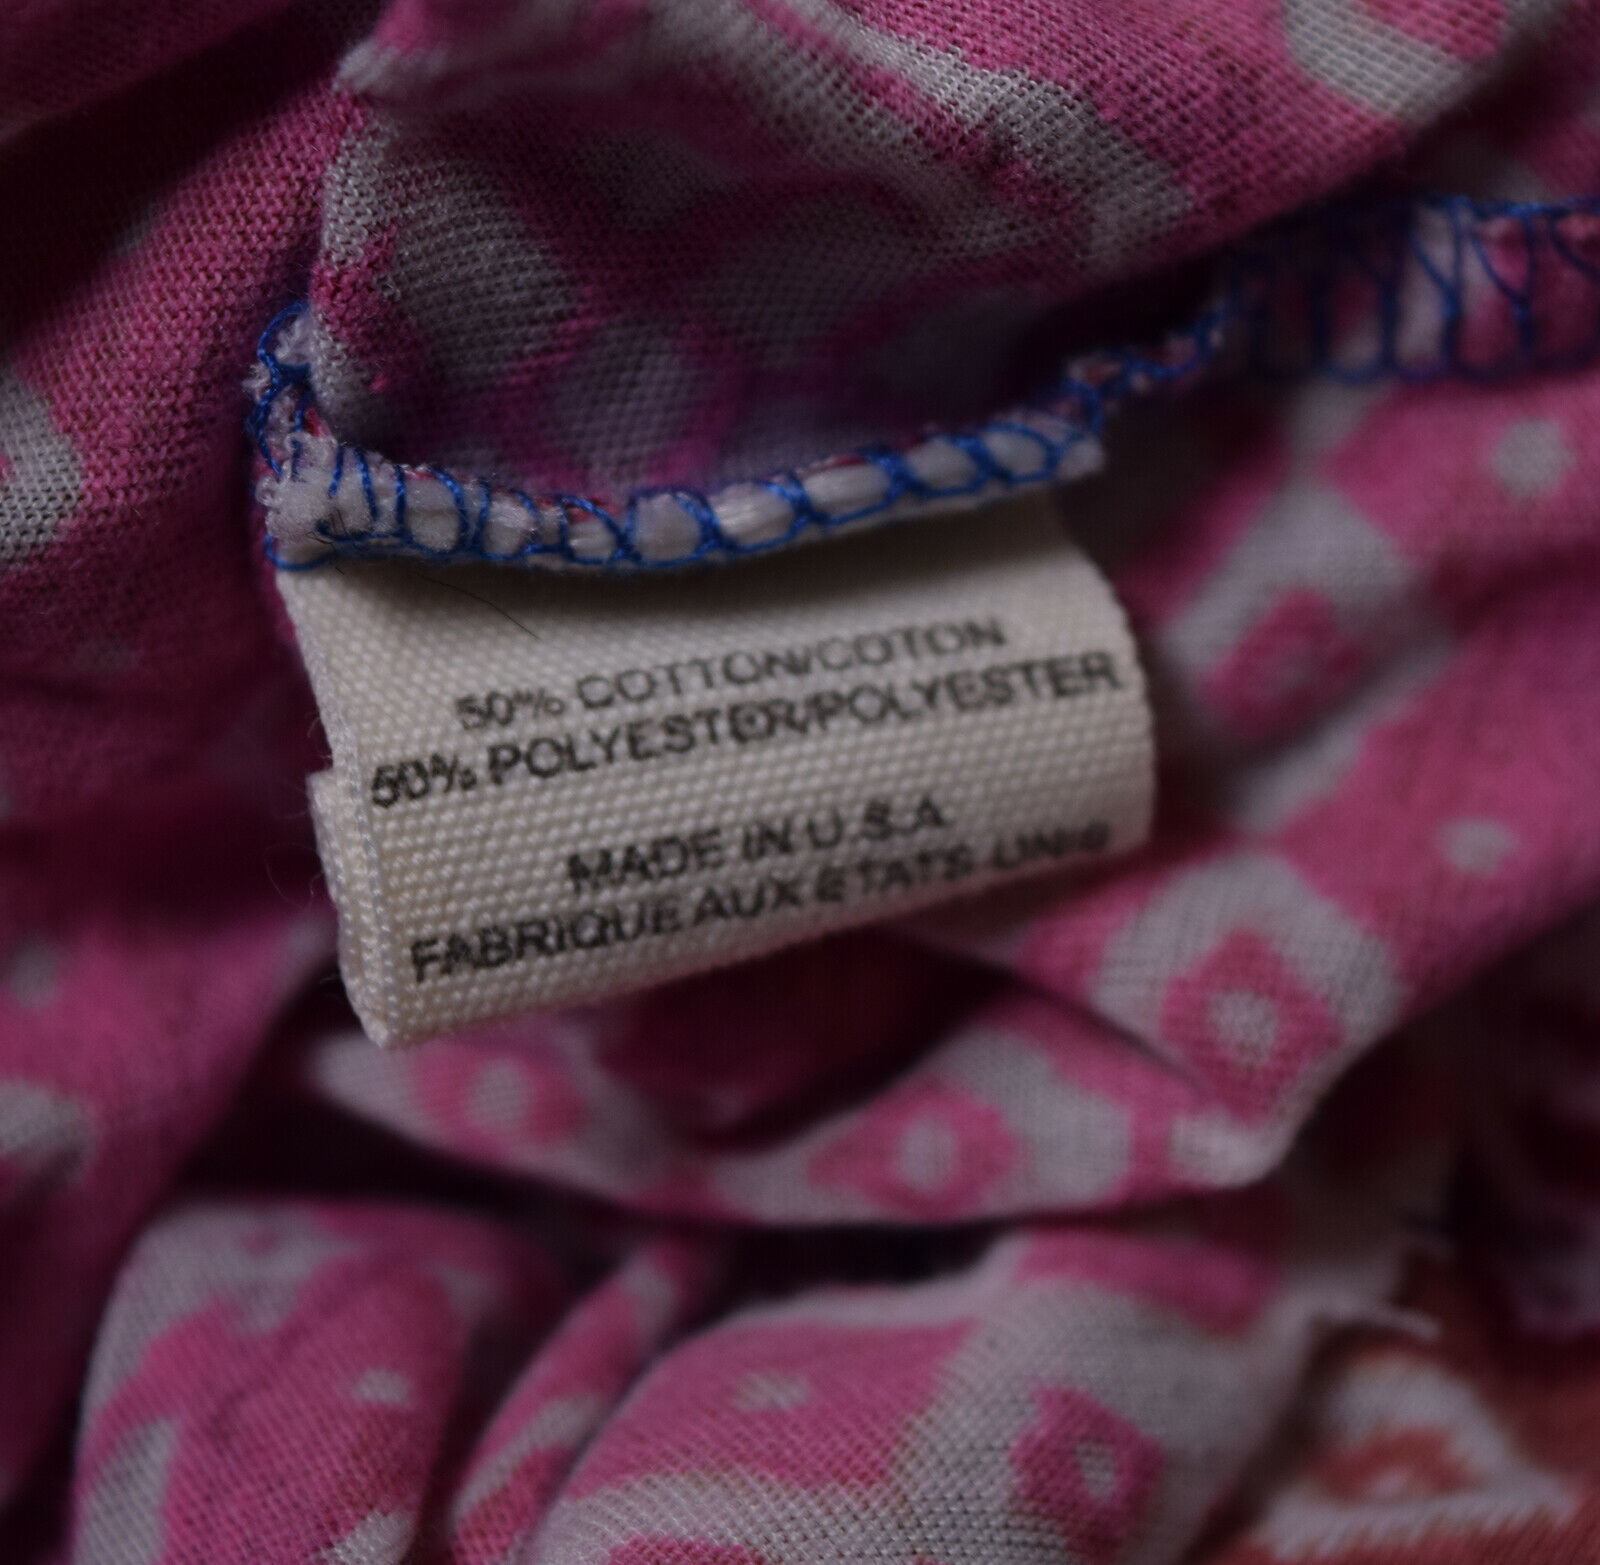 50% COTTON/COTON
50% POLYESTER/POLYESTER
MADE IN U.S.A
FABRIQUE AUX ETATS-UNIS